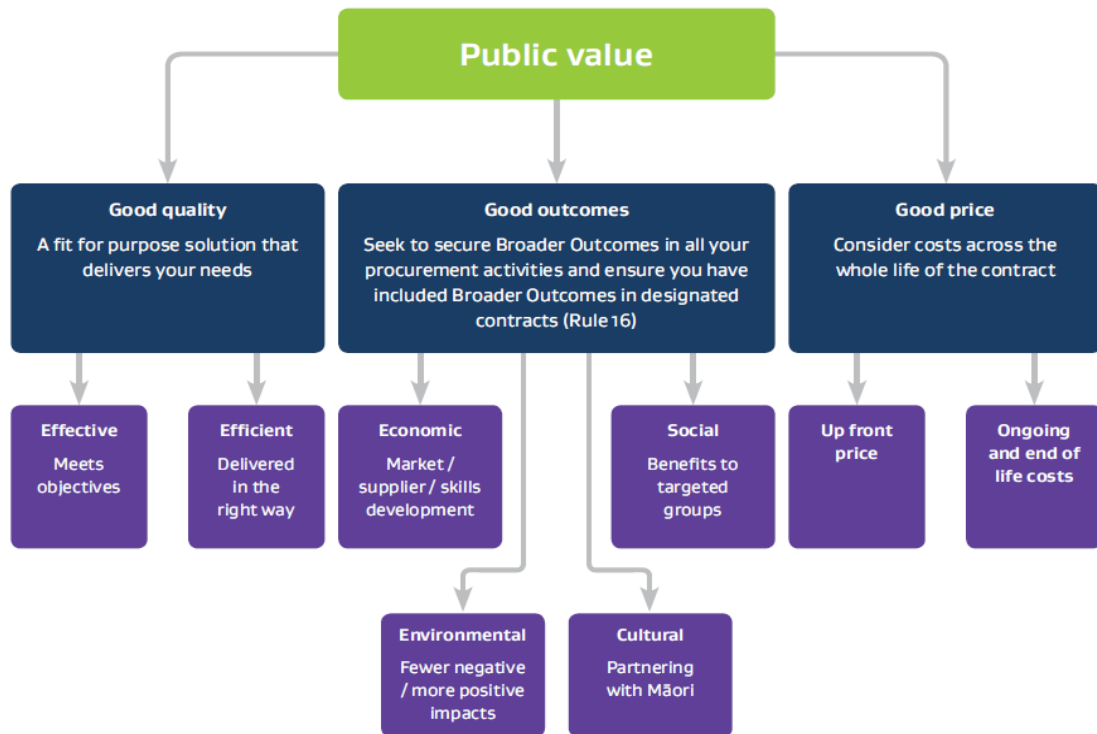 Public value
Good quality
A fit for purpose solution that
delivers your needs
Good outcomes
Seek to secure Broader Outcomes in all your
procurement activities and ensure you have
included Broader Outcomes in designated
contracts (Rule 16)
Good price
Consider costs across the
whole life of the contract
Effective
Meets
objectives
Efficient
Delivered
in the
right way
Economic
Market /
supplier / skills
development
Social
Benefits to
targeted
groups
Up front
price
Ongoing
and end of
life costs
Environmental
Fewer negative
/ more positive
impacts
Cultural
Partnering
with Māori